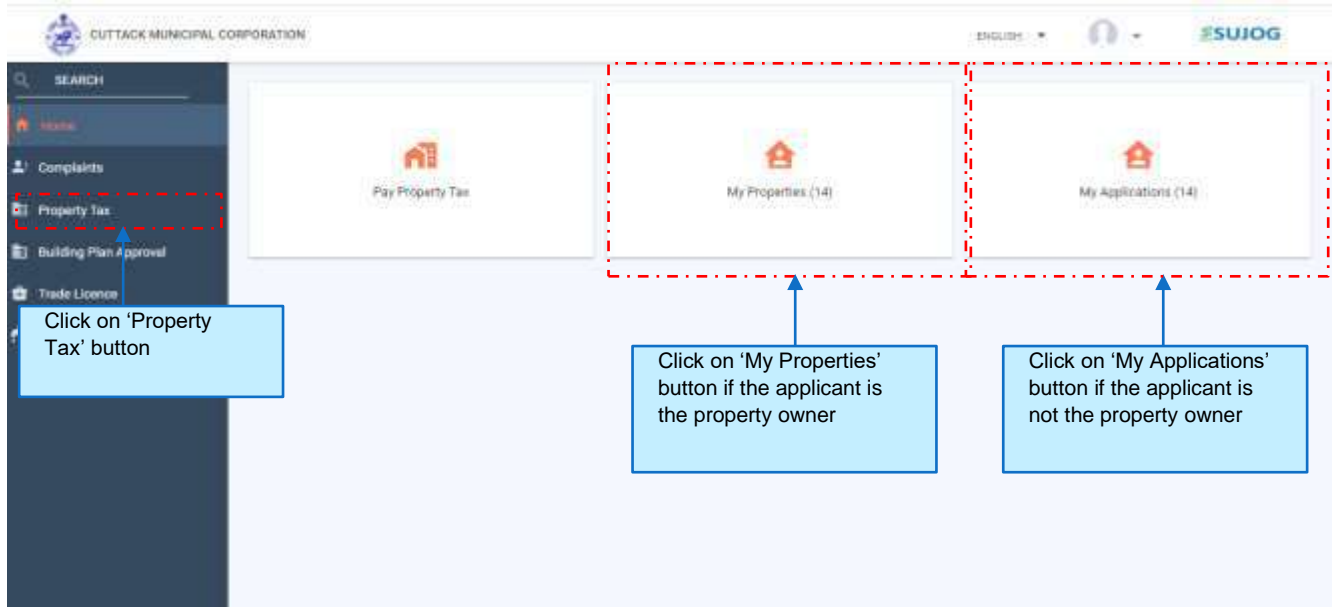 CUTTACK MUNICIPAL CORPORATION
ENGLISH
SUJOG
SEARCH
Home
Complaints
Property Tax
Building Plan Approval
Trade Licence
Pay Property Tax
My Properties (14)
My Applications (14)
Click on ‘Property
Tax’ button
Click on ‘My Properties’
button if the applicant is
the property owner
Click on ‘My Applications’
button if the applicant is
not the property owner